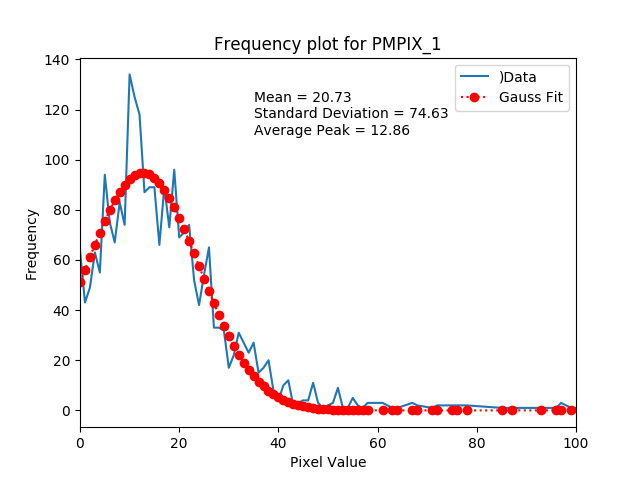 Frequency plot for PMPIX_1
)Data
Gauss Fit
Mean = 20.73
Standard Deviation = 74.63
Average Peak = 12.86
Frequency
140
120
100
80
60
40
20
0
0 20 40 60 80 100
Pixel Value